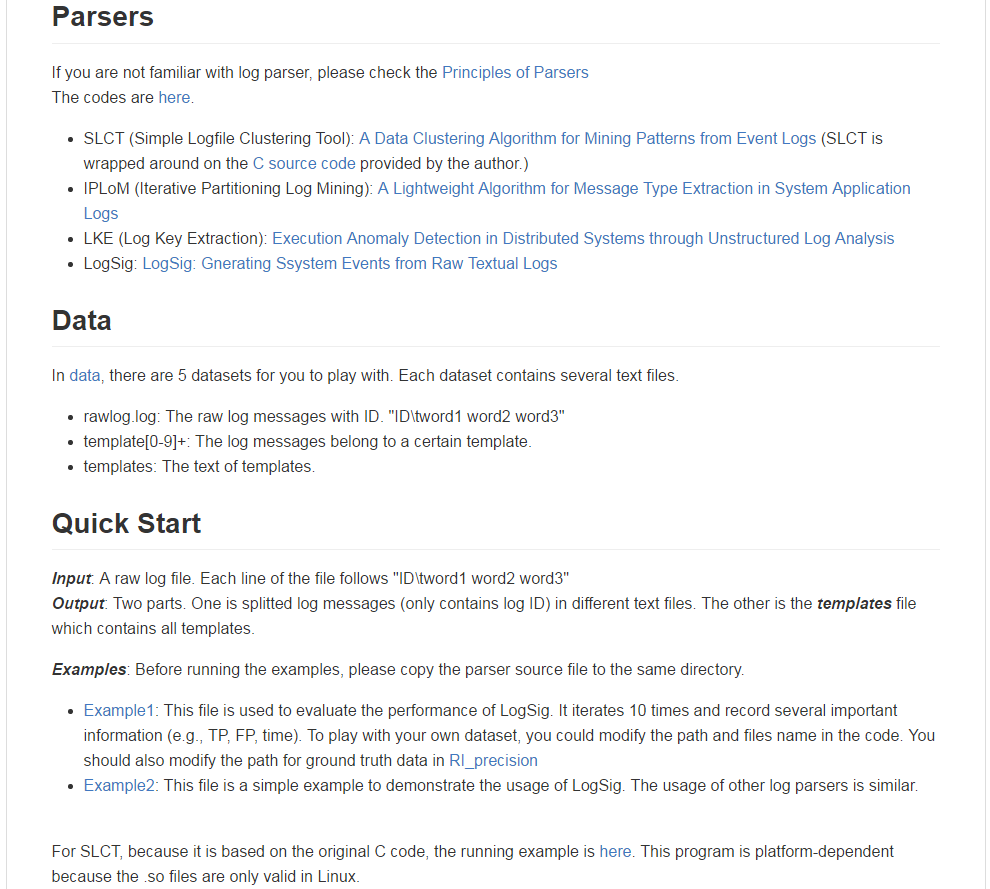 Parsers
If you are not familiar with log parser, please check the Principles of Parsers
The codes are here.
• SLCT (Simple Logfile Clustering Tool): A Data Clustering Algorithm for Mining Patterns from Event Logs (SLCT is
wrapped around on the C source code provided by the author.)
• IPLoM (Iterative Partitioning Log Mining): A Lightweight Algorithm for Message Type Extraction in System Application
Logs
• LKE (Log Key Extraction): Execution Anomaly Detection in Distributed Systems through Unstructured Log Analysis
• LogSig: LogSig: Gnerating Ssystem Events from Raw Textual Logs
Data
In data, there are 5 datasets for you to play with. Each dataset contains several text files.
• rawlog.log: The raw log messages with ID. "ID\tword1 word2 word3"
• template[0-9]+: The log messages belong to a certain template.
• templates: The text of templates.
Quick Start
Input: A raw log file. Each line of the file follows "ID\tword1 word2 word3"
Output: Two parts. One is splitted log messages (only contains log ID) in different text files. The other is the templates file
which contains all templates.
Examples: Before running the examples, please copy the parser source file to the same directory.
• Example1: This file is used to evaluate the performance of LogSig. It iterates 10 times and record several important
information (e.g., TP, FP, time). To play with your own dataset, you could modify the path and files name in the code. You
should also modify the path for ground truth data in RI_precision
• Example2: This file is a simple example to demonstrate the usage of LogSig. The usage of other log parsers is similar.
For SLCT, because it is based on the original C code, the running example is here. This program is platform-dependent
because the .so files are only valid in Linux.